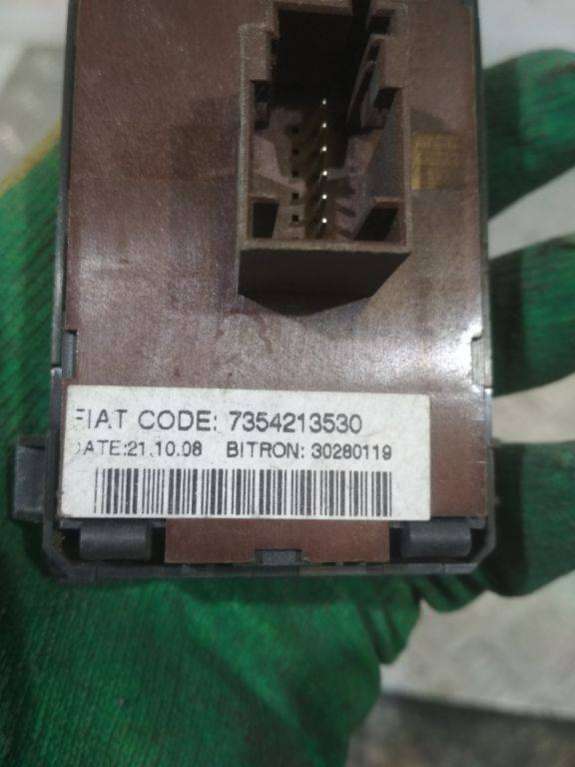 FIAT CODE: 7354213530
DATE:21.10.08 BITRON: 30280119